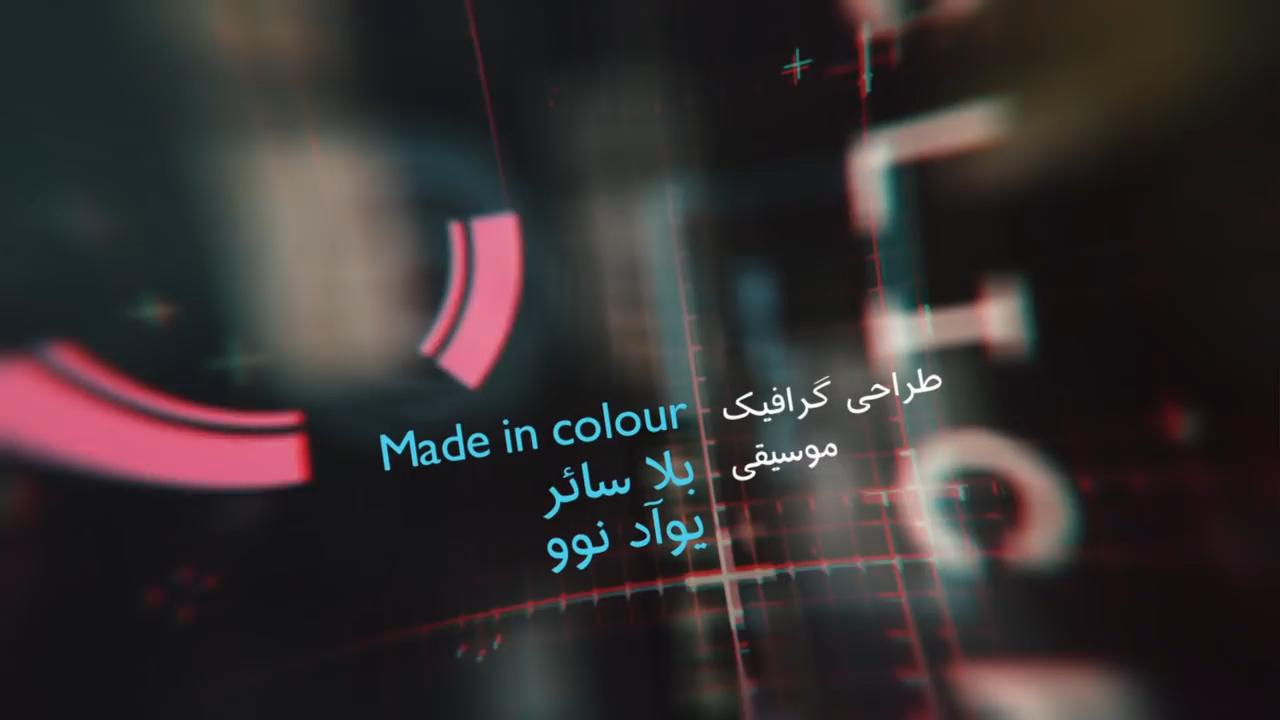 طراحی گرافیک
Made in colour
موسیقی
بلا سائر
یوآد نوو